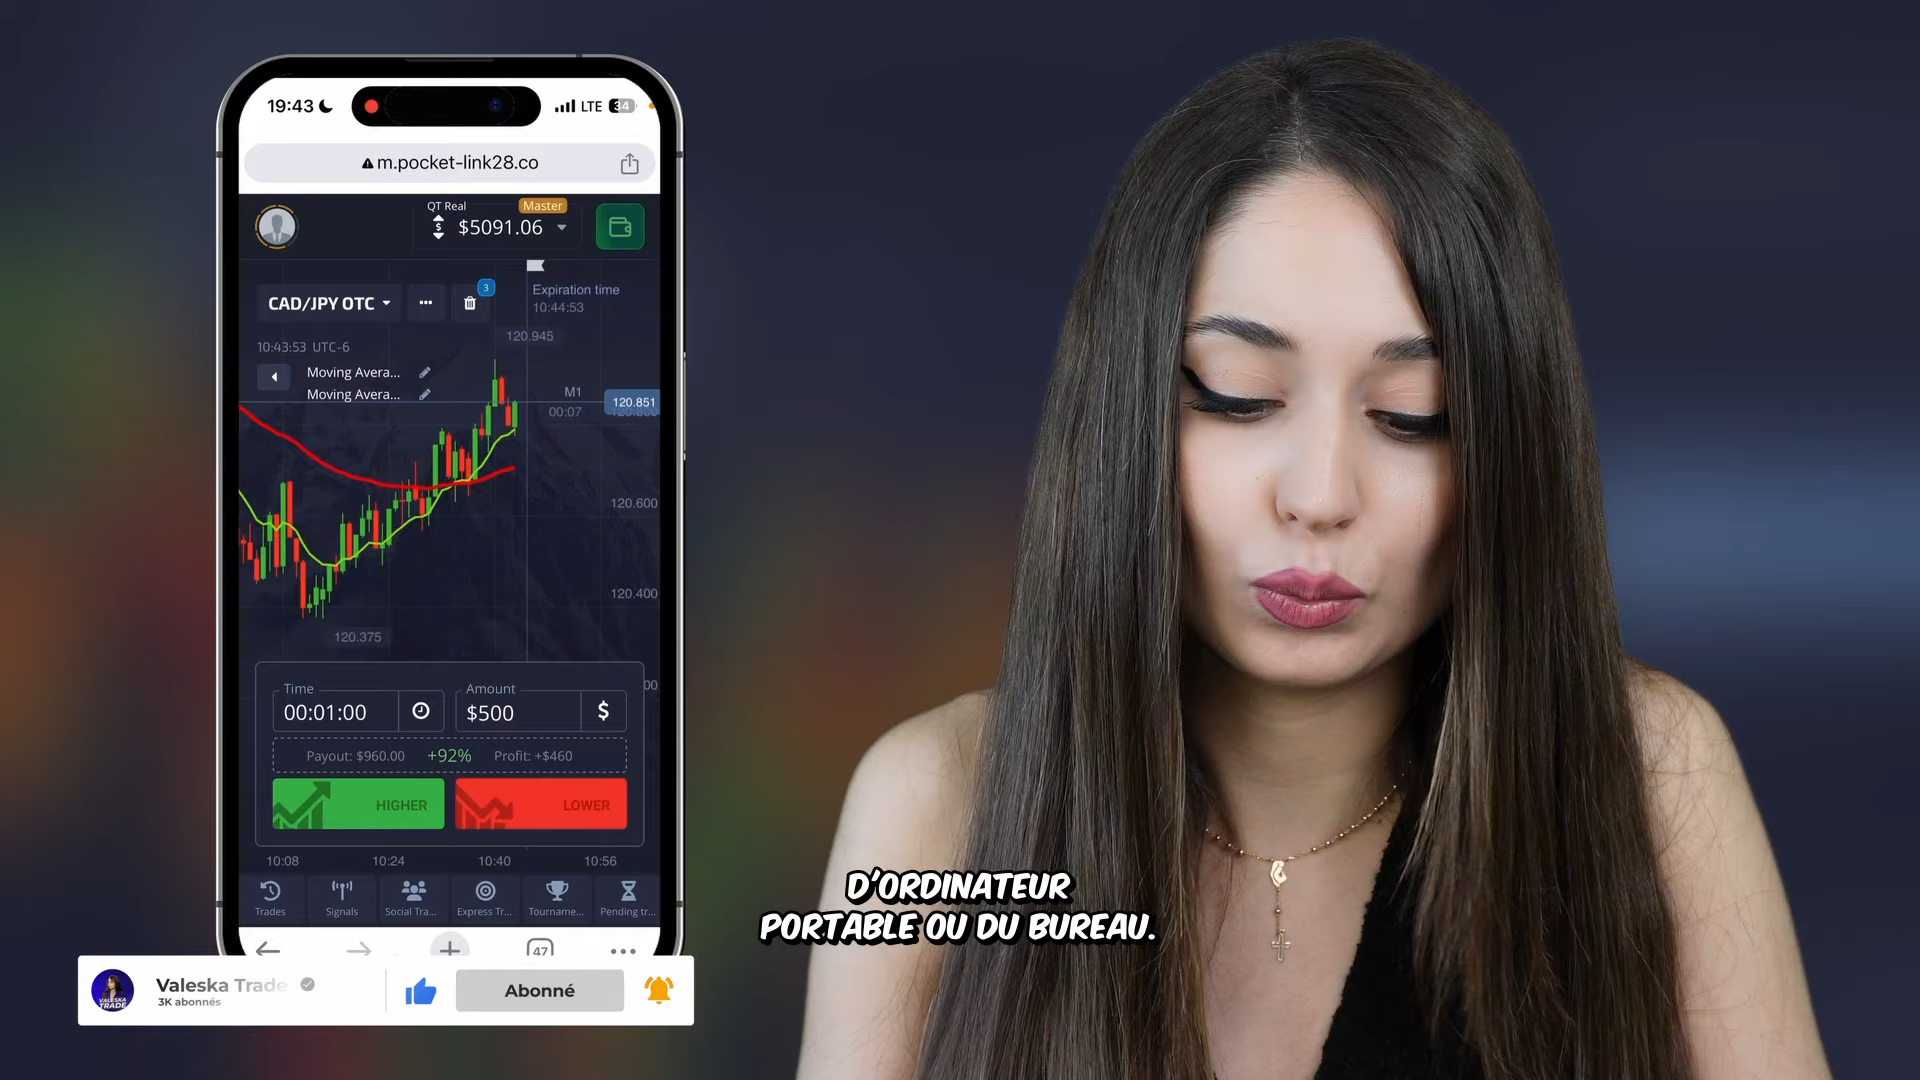 19:43
LTE 34
m.pocket-link28.co
QT Real
Master
$5091.06
CAD/JPY OTC
3
Expiration time
10:44:53
120.945
10:43:53 UTC-6
Moving Avera...
Moving Avera...
M1
00:07
120.851
120.600
120.400
120.375
00
Time
00:01:00
Amount
$500
$
Payout: $960.00 +92% Profit: +$460
HIGHER
LOWER
10:08 10:24 10:40 10:56
Trades
Signals
Social Tra...
Express Tr...
Tourname...
Pending tr...
47
D'ORDINATEUR
PORTABLE OU DU BUREAU.
VALESKA
TRADE
Valeska Trade
3K abonnés
Abonné